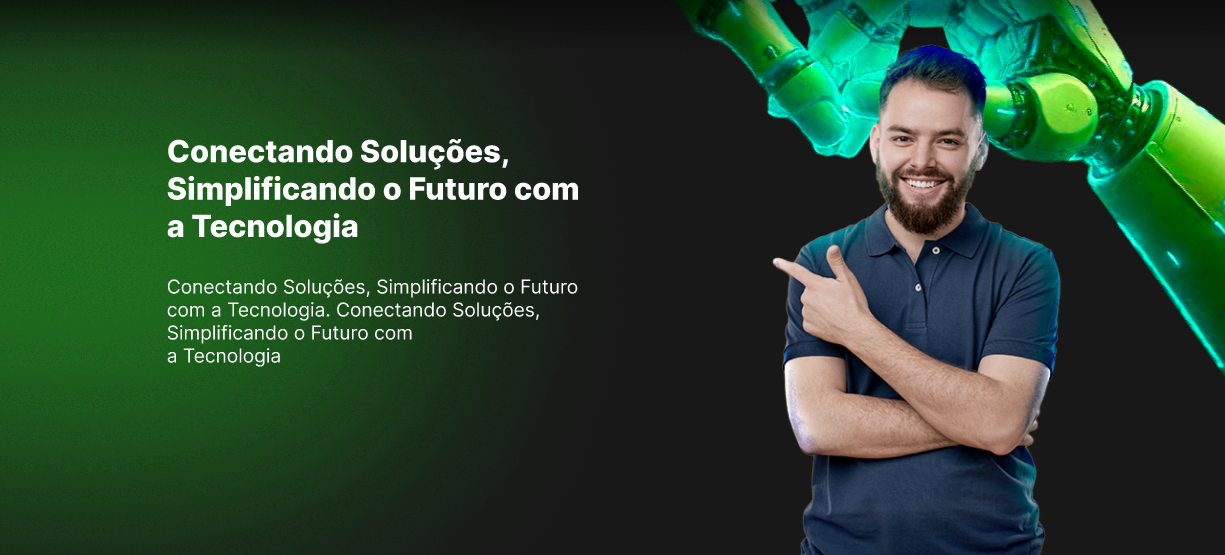 Conectando Soluções,
Simplificando o Futuro com
a Tecnologia
Conectando Soluções, Simplificando o Futuro
com a Tecnologia. Conectando Soluções,
Simplificando o Futuro com
a Tecnologia